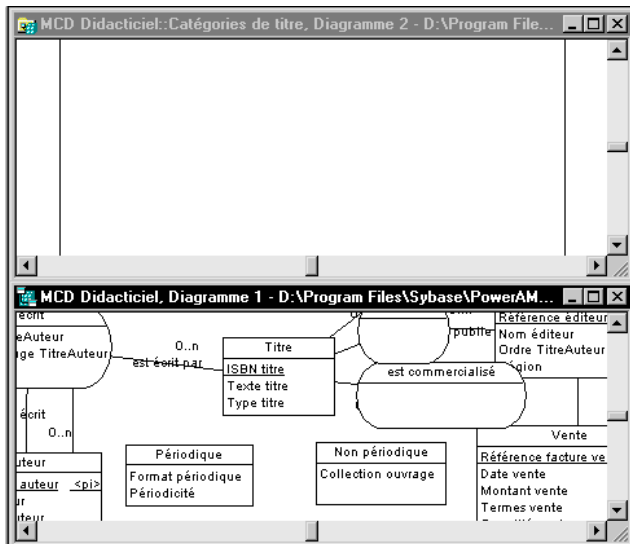 MCD Didacticiel::Catégories de titre, Diagramme 2 - D:\Program File...
MCD Didacticiel, Diagramme 1 - D:\Program Files\Sybase\PowerAM...
écrit
eAuteur
ge TitreAuteur
0..n
est écrit par
Titre
ISBN titre
Texte titre
Type titre
publie
Référence éditeur
Nom éditeur
Ordre TitreAuteur
est commercialisé
écrit
0..n
uteur
auteur <pi>
ur
uteur
Périodique
Format périodique
Périodicité
Non périodique
Collection ouvrage
Vente
Référence facture ve
Date vente
Montant vente
Termes vente